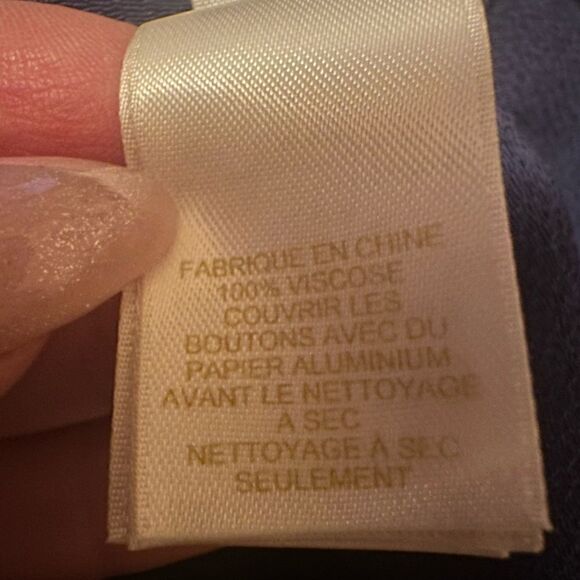 FABRIQUE EN CHINE
100% VISCOSE
COUVRIR LES
BOUTONS AVEC DU
PAPIER ALUMINIUM
AVANT LE NETTOYAGE
À SEC
NETTOYAGE À SEC
SEULEMENT